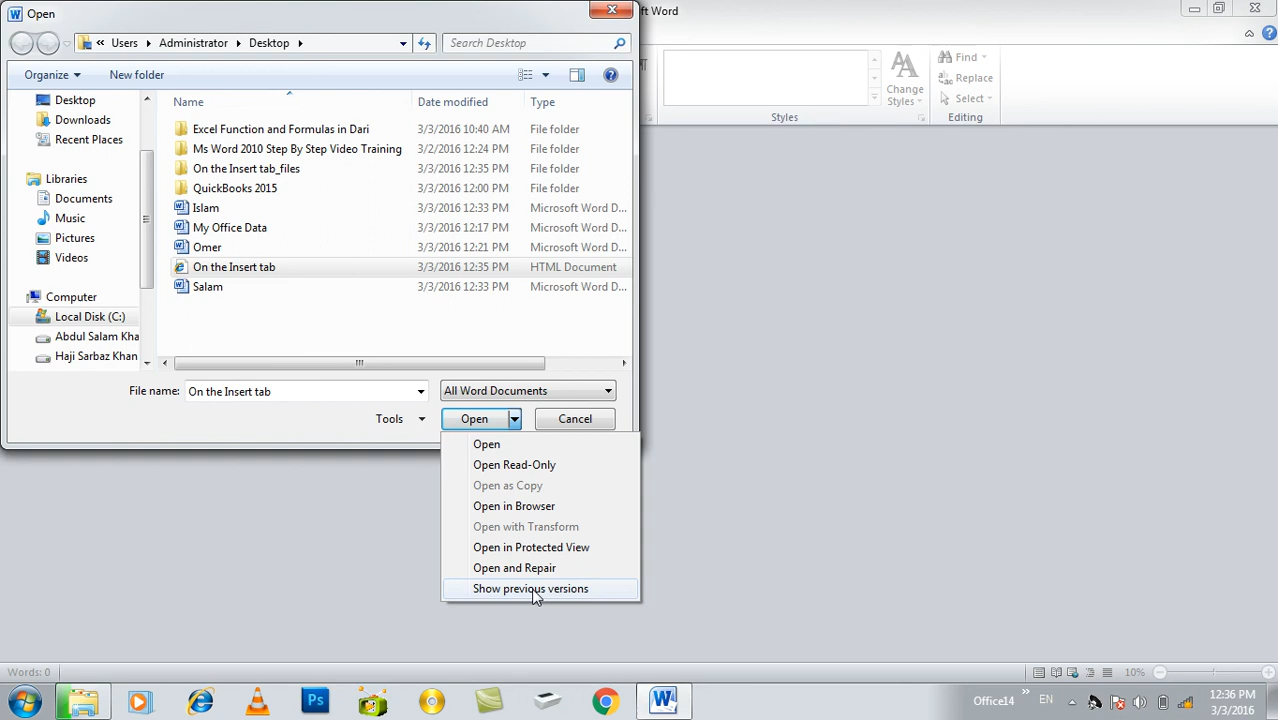 Open
ft Word
« Users Administrator Desktop
Search Desktop
Organize
New folder
Name
Date modified
Type
Desktop
Downloads
Recent Places
Libraries
Documents
Music
Pictures
Videos
Computer
Local Disk (C:)
Abdul Salam Kha
Haji Sarbaz Khan
Excel Function and Formulas in Dari 3/3/2016 10:40 AM File folder
Ms Word 2010 Step By Step Video Training 3/2/2016 12:24 PM File folder
On the Insert tab_files 3/3/2016 12:35 PM File folder
QuickBooks 2015 3/3/2016 12:00 PM File folder
Islam 3/3/2016 12:33 PM Microsoft Word D...
My Office Data 3/3/2016 12:17 PM Microsoft Word D...
Omer 3/3/2016 12:21 PM Microsoft Word D...
On the Insert tab 3/3/2016 12:35 PM HTML Document
Salam 3/3/2016 12:33 PM Microsoft Word D...
File name: On the Insert tab
All Word Documents
Tools
Open
Cancel
Open
Open Read-Only
Open as Copy
Open in Browser
Open with Transform
Open in Protected View
Open and Repair
Show previous versions
Change
Styles
Styles
Find
Replace
Select
Editing
Words: 0
10%
Ps
Office14
EN
12:36 PM
3/3/2016